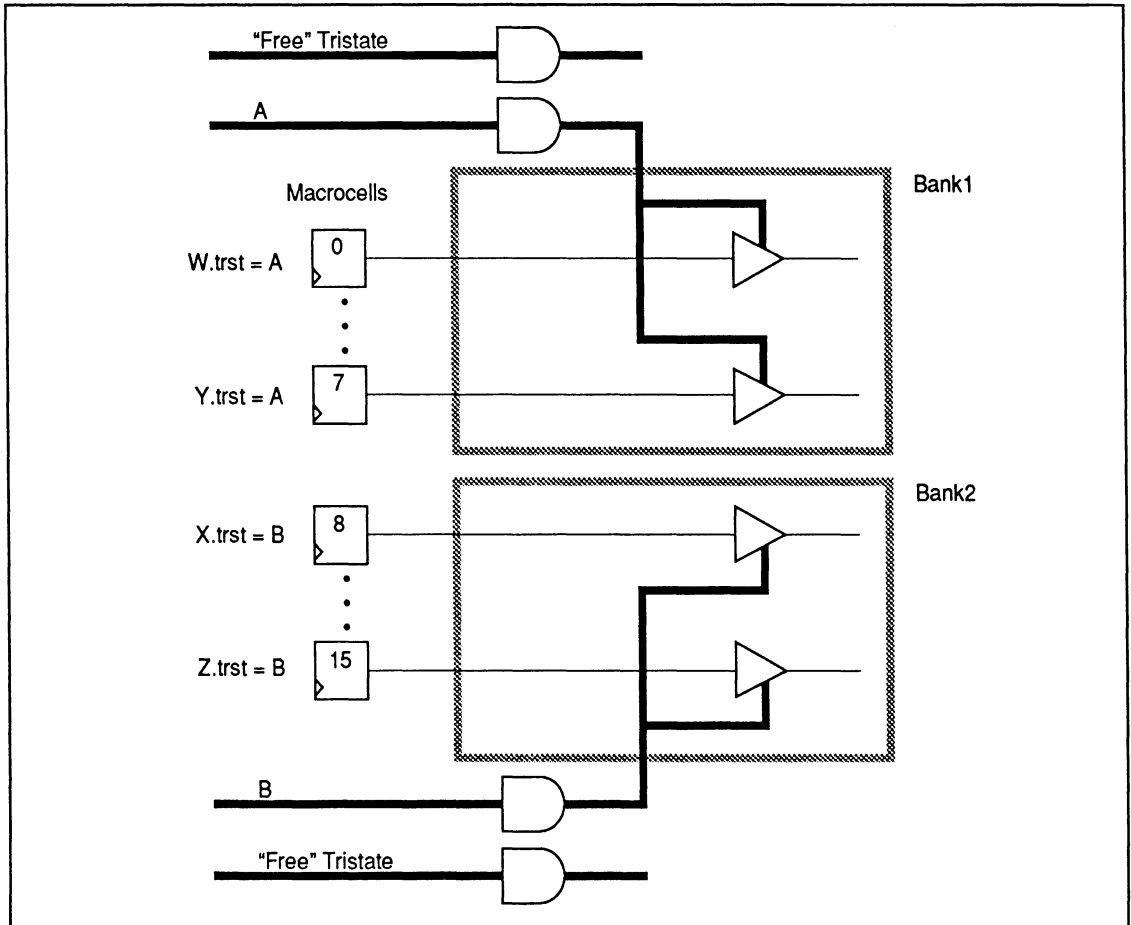 “Free” Tristate
A
Bank1
Macrocells
W.trst = A
0
Y.trst = A
7
Bank2
X.trst = B
8
Z.trst = B
15
B
“Free” Tristate